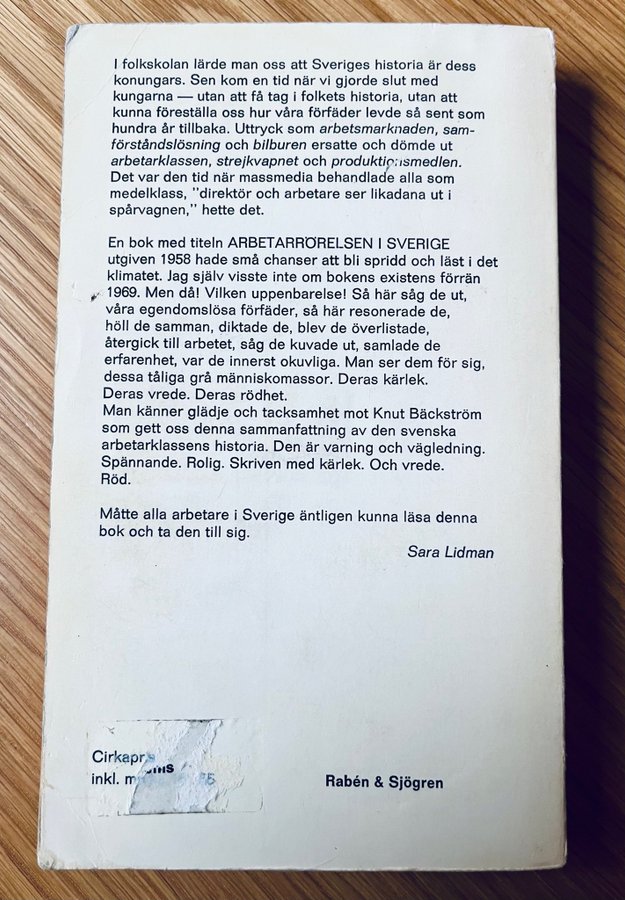 I folkskolan lärde man oss att Sveriges historia är dess
konungars. Sen kom en tid när vi gjorde slut med
kungarna — utan att få tag i folkets historia, utan att
kunna föreställa oss hur våra förfäder levde så sent som
hundra år tillbaka. Uttryck som arbetsmarknaden, sam-
förståndslösning och bilburen ersatte och dömde ut
arbetarklassen, strejkvapnet och produktionsmedlen.
Det var den tid när massmedia behandlade alla som
medelklass, "direktör och arbetare ser likadana ut i
spårvagnen," hette det.
En bok med titeln ARBETARRÖRELSEN I SVERIGE
utgiven 1958 hade små chanser att bli spridd och läst i det
klimatet. Jag själv visste inte om bokens existens förrän
1969. Men då! Vilken uppenbarelse! Så här såg de ut,
våra egendomslösa förfäder, så här resonerade de,
höll de samman, diktade de, blev de överlistade,
återgick till arbetet, såg de kuvade ut, samlade de
erfarenhet, var de innerst okuvliga. Man ser dem för sig,
dessa tåliga grå människomassor. Deras kärlek.
Deras vrede. Deras rödhet.
Man känner glädje och tacksamhet mot Knut Bäckström
som gett oss denna sammanfattning av den svenska
arbetarklassens historia. Den är varning och vägledning.
Spännande. Rolig. Skriven med kärlek. Och vrede.
Röd.
Måtte alla arbetare i Sverige äntligen kunna läsa denna
bok och ta den till sig.
Sara Lidman
inkl.
Rabén & Sjögren